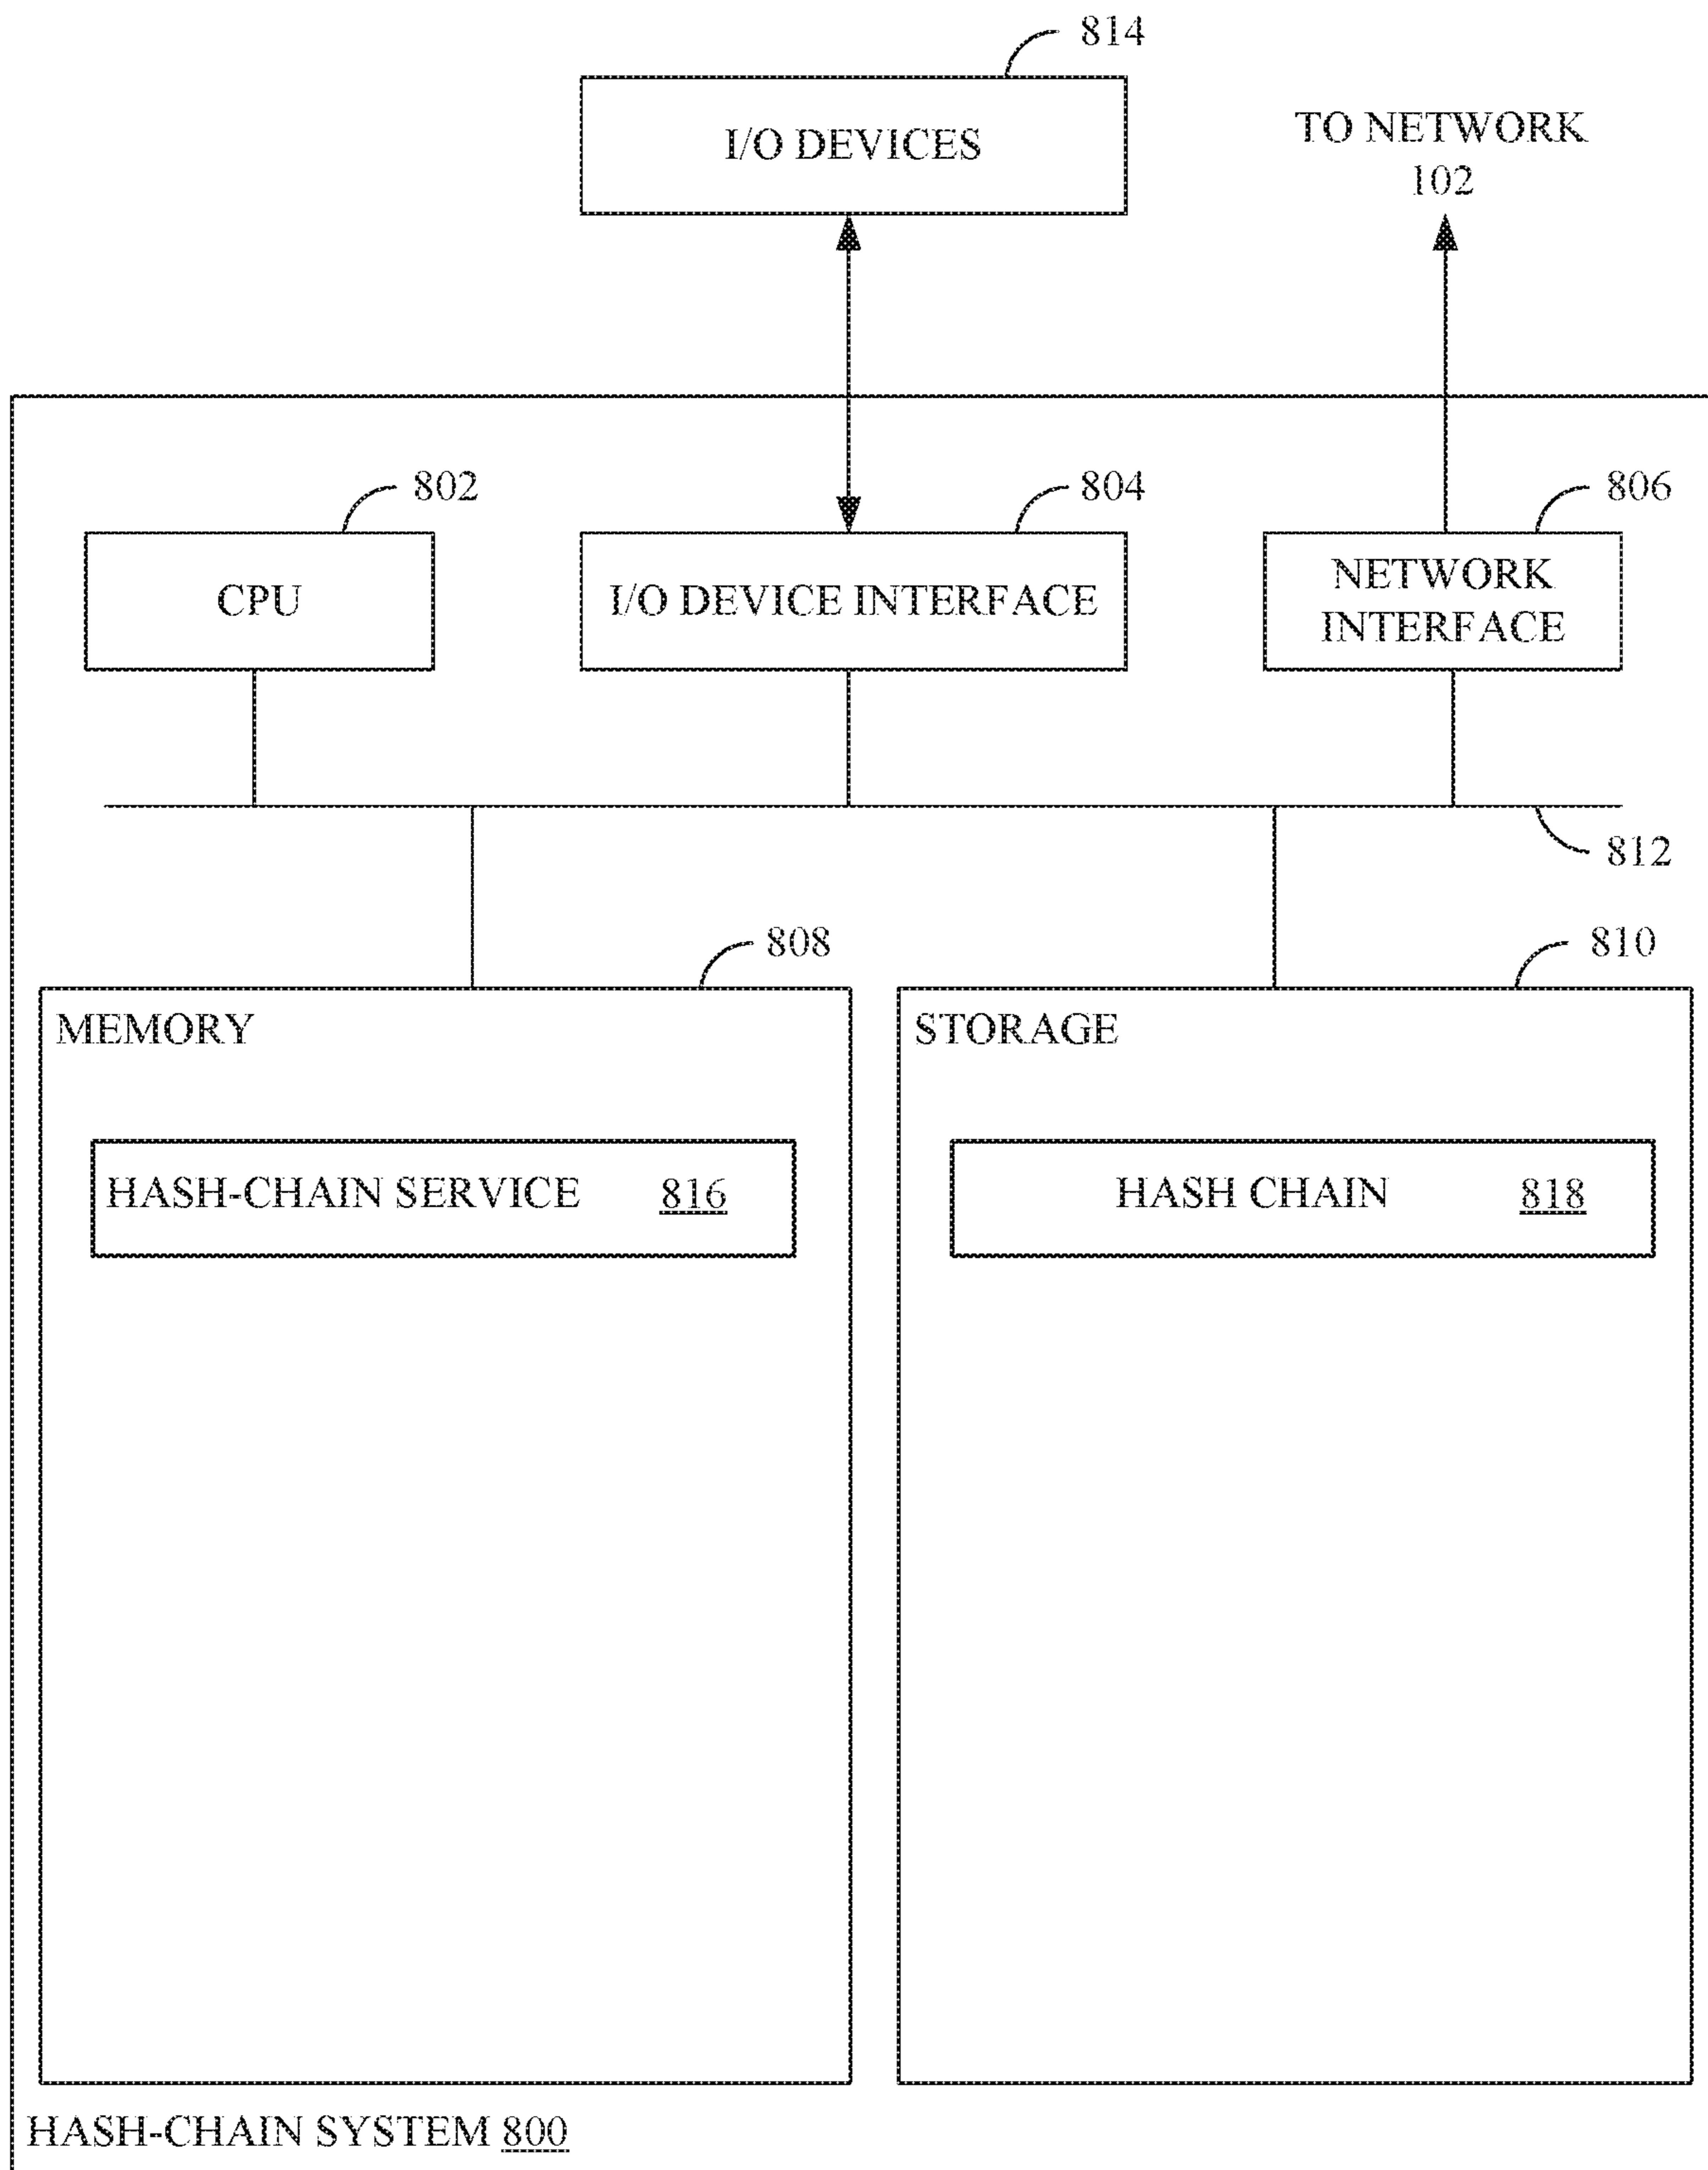 814
I/O DEVICES
TO NETWORK
102
802
804
806
CPU
I/O DEVICE INTERFACE
NETWORK
INTERFACE
812
808
810
MEMORY
STORAGE
HASH-CHAIN SERVICE 816
HASH CHAIN 818
HASH-CHAIN SYSTEM 800